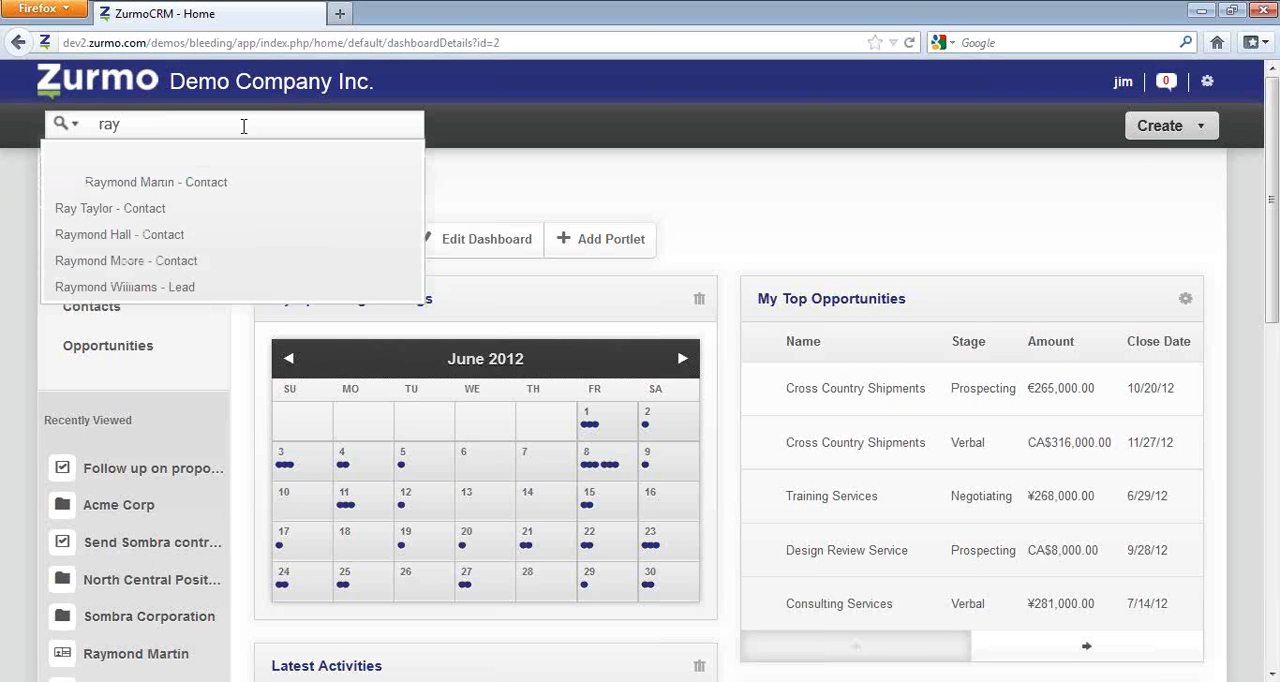 Firefox
ZurmoCRM - Home
dev2.zurmo.com/demos/bleeding/app/index.php/home/default/dashboardDetails?id=2
Google
Zurmo Demo Company Inc.
jim
0
ray
Create
Raymond Martin - Contact
Ray Taylor - Contact
Raymond Hall - Contact
Raymond Moore - Contact
Raymond Williams - Lead
Edit Dashboard
Add Portlet
Contacts
Opportunities
Recently Viewed
Follow up on propo...
Acme Corp
Send Sombra contr...
North Central Posit...
Sombra Corporation
Raymond Martin
June 2012
SU MO TU WE TH FR SA
1 2
3 4 5 6 7 8 9
10 11 12 13 14 15 16
17 18 19 20 21 22 23
24 25 26 27 28 29 30
Latest Activities
My Top Opportunities
Name Stage Amount Close Date
Cross Country Shipments Prospecting €265,000.00 10/20/12
Cross Country Shipments Verbal CA$316,000.00 11/27/12
Training Services Negotiating ¥268,000.00 6/29/12
Design Review Service Prospecting CA$8,000.00 9/28/12
Consulting Services Verbal ¥281,000.00 7/14/12